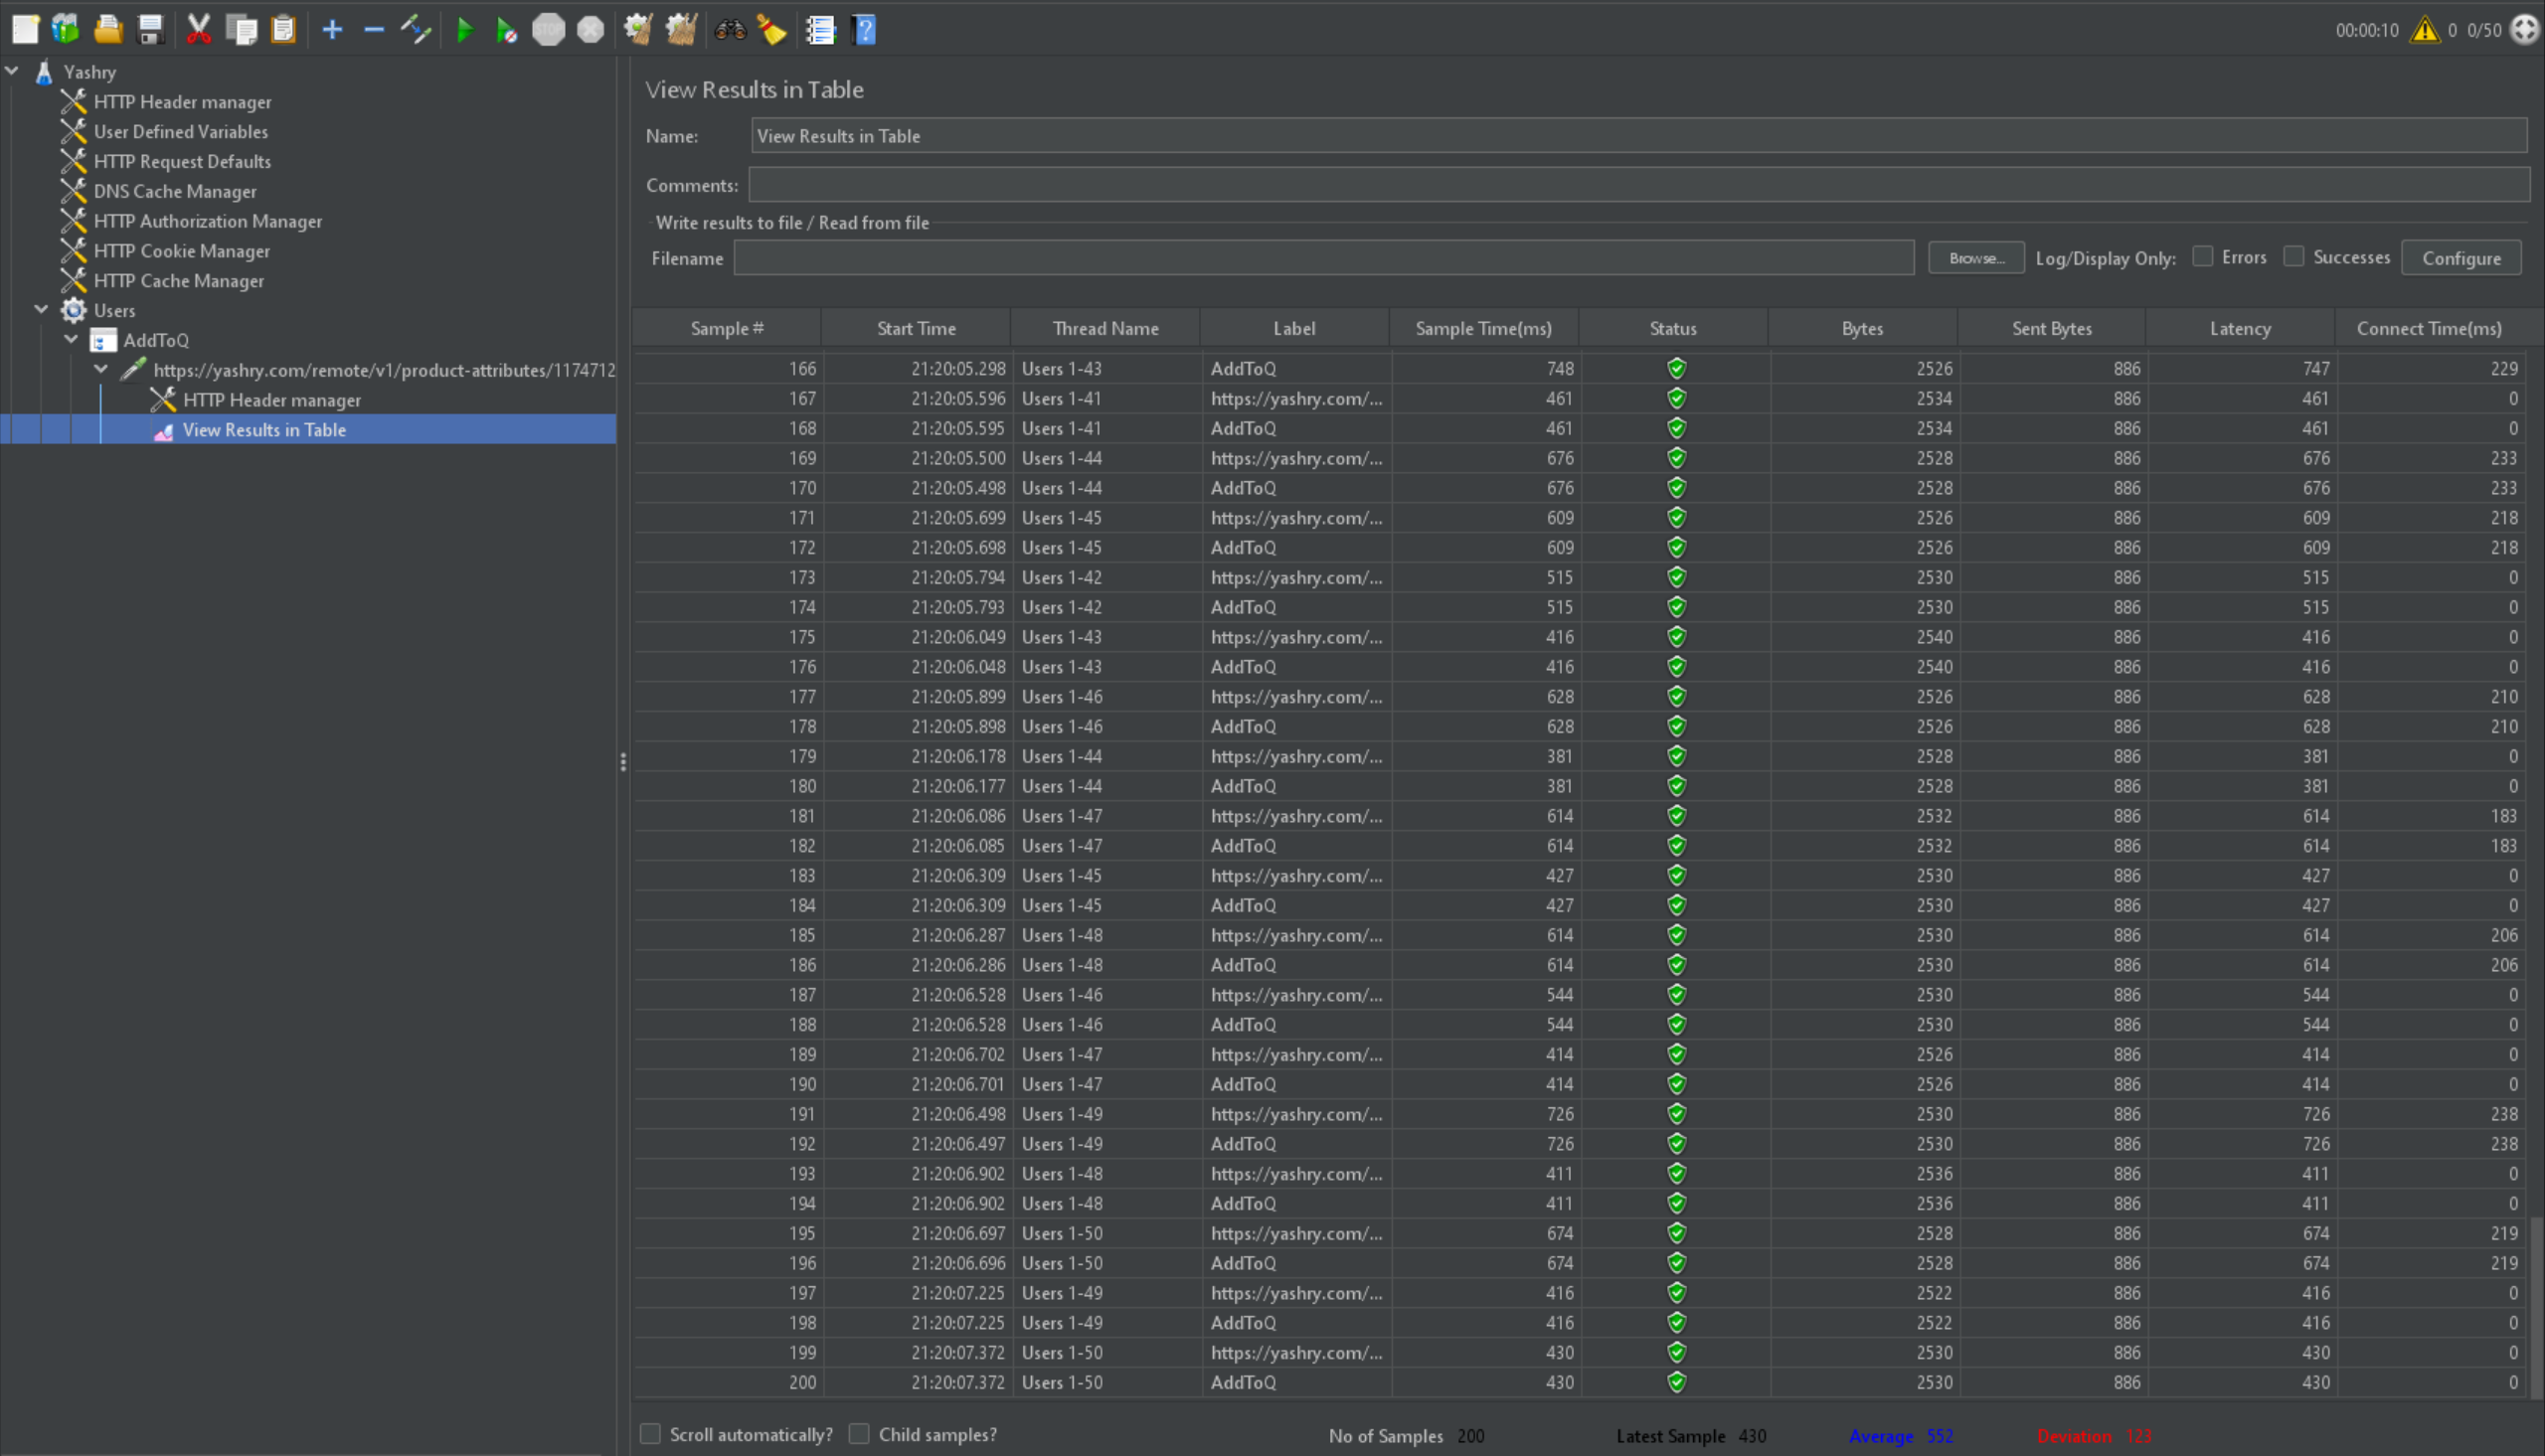 00:00:10 0 0/50
Yashry
HTTP Header manager
User Defined Variables
HTTP Request Defaults
DNS Cache Manager
HTTP Authorization Manager
HTTP Cookie Manager
HTTP Cache Manager
Users
AddToQ
https://yashry.com/remote/v1/product-attributes/1174712
HTTP Header manager
View Results in Table
View Results in Table
Name: View Results in Table
Comments:
Write results to file / Read from file
Filename Browse... Log/Display Only: Errors Successes Configure
Sample # Start Time Thread Name Label Sample Time(ms) Status Bytes Sent Bytes Latency Connect Time(ms)
166 21:20:05.298 Users 1-43 AddToQ 748 2526 886 747 229
167 21:20:05.596 Users 1-41 https://yashry.com/... 461 2534 886 461 0
168 21:20:05.595 Users 1-41 AddToQ 461 2534 886 461 0
169 21:20:05.500 Users 1-44 https://yashry.com/... 676 2528 886 676 233
170 21:20:05.498 Users 1-44 AddToQ 676 2528 886 676 233
171 21:20:05.699 Users 1-45 https://yashry.com/... 609 2526 886 609 218
172 21:20:05.698 Users 1-45 AddToQ 609 2526 886 609 218
173 21:20:05.794 Users 1-42 https://yashry.com/... 515 2530 886 515 0
174 21:20:05.793 Users 1-42 AddToQ 515 2530 886 515 0
175 21:20:06.049 Users 1-43 https://yashry.com/... 416 2540 886 416 0
176 21:20:06.048 Users 1-43 AddToQ 416 2540 886 416 0
177 21:20:05.899 Users 1-46 https://yashry.com/... 628 2526 886 628 210
178 21:20:05.898 Users 1-46 AddToQ 628 2526 886 628 210
179 21:20:06.178 Users 1-44 https://yashry.com/... 381 2528 886 381 0
180 21:20:06.177 Users 1-44 AddToQ 381 2528 886 381 0
181 21:20:06.086 Users 1-47 https://yashry.com/... 614 2532 886 614 183
182 21:20:06.085 Users 1-47 AddToQ 614 2532 886 614 183
183 21:20:06.309 Users 1-45 https://yashry.com/... 427 2530 886 427 0
184 21:20:06.309 Users 1-45 AddToQ 427 2530 886 427 0
185 21:20:06.287 Users 1-48 https://yashry.com/... 614 2530 886 614 206
186 21:20:06.286 Users 1-48 AddToQ 614 2530 886 614 206
187 21:20:06.528 Users 1-46 https://yashry.com/... 544 2530 886 544 0
188 21:20:06.528 Users 1-46 AddToQ 544 2530 886 544 0
189 21:20:06.702 Users 1-47 https://yashry.com/... 414 2526 886 414 0
190 21:20:06.701 Users 1-47 AddToQ 414 2526 886 414 0
191 21:20:06.498 Users 1-49 https://yashry.com/... 726 2530 886 726 238
192 21:20:06.497 Users 1-49 AddToQ 726 2530 886 726 238
193 21:20:06.902 Users 1-48 https://yashry.com/... 411 2536 886 411 0
194 21:20:06.902 Users 1-48 AddToQ 411 2536 886 411 0
195 21:20:06.697 Users 1-50 https://yashry.com/... 674 2528 886 674 219
196 21:20:06.696 Users 1-50 AddToQ 674 2528 886 674 219
197 21:20:07.225 Users 1-49 https://yashry.com/... 416 2522 886 416 0
198 21:20:07.225 Users 1-49 AddToQ 416 2522 886 416 0
199 21:20:07.372 Users 1-50 https://yashry.com/... 430 2530 886 430 0
200 21:20:07.372 Users 1-50 AddToQ 430 2530 886 430 0
Scroll automatically? Child samples? No of Samples 200 Latest Sample 430 Average 552 Deviation 123